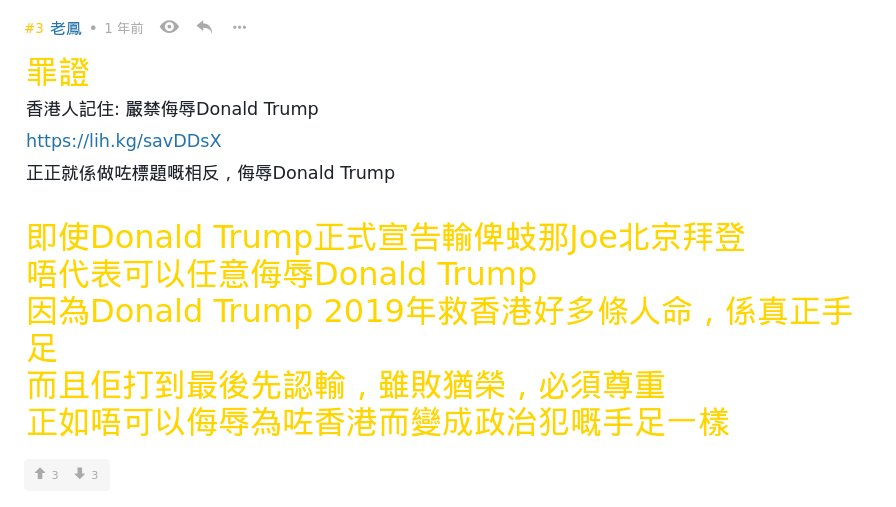 #3 老鳳 • 1 年前
罪證
香港人記住: 嚴禁侮辱Donald Trump
https://lih.kg/savDDsX
正正就係做咗標題嘅相反，侮辱Donald Trump
即使Donald Trump正式宣告輸俾蚑那Joe北京拜登
唔代表可以任意侮辱Donald Trump
因為Donald Trump 2019年救香港好多條人命，係真正手
足
而且佢打到最後先認輸，雖敗猶榮，必須尊重
正如唔可以侮辱為咗香港而變成政治犯嘅手足一樣
3 3